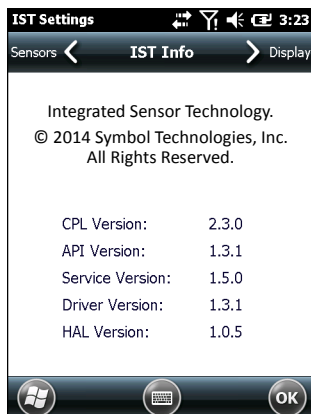 IST Settings 3:23
Sensors IST Info Display
Integrated Sensor Technology.
© 2014 Symbol Technologies, Inc.
All Rights Reserved.
CPL Version: 2.3.0
API Version: 1.3.1
Service Version: 1.5.0
Driver Version: 1.3.1
HAL Version: 1.0.5
OK